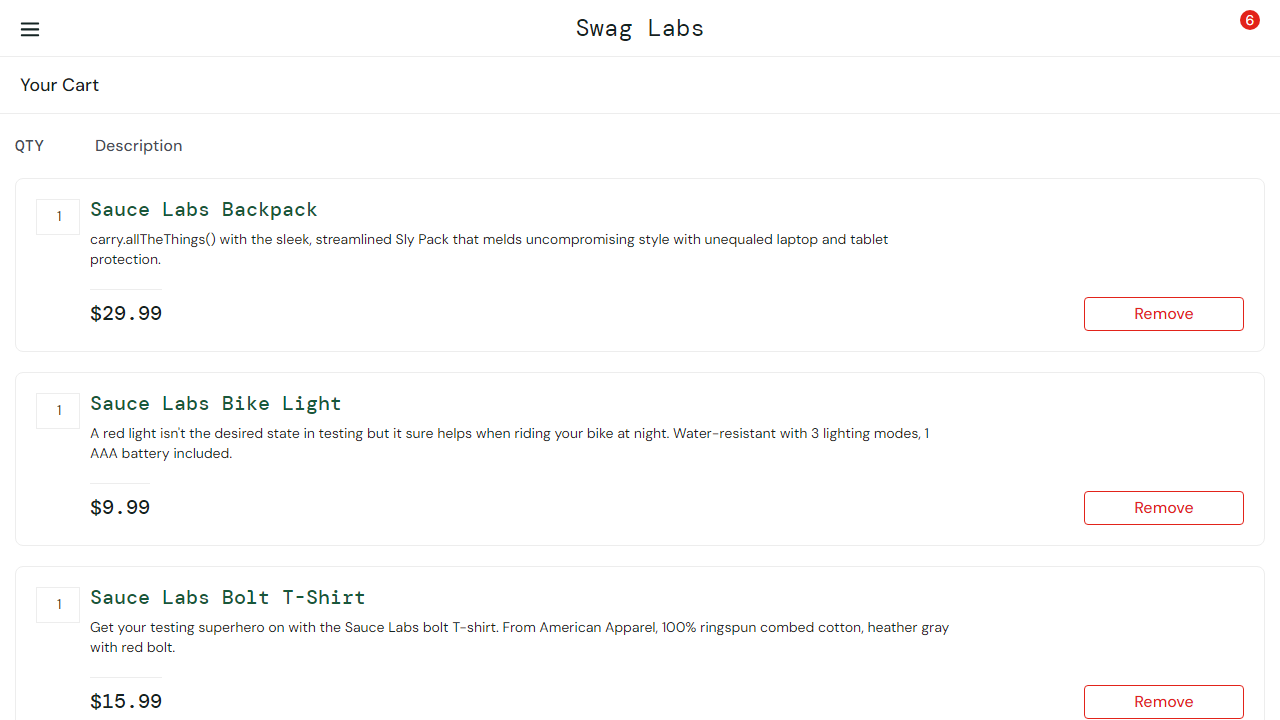 Swag Labs
6
Your Cart
QTY Description
1 Sauce Labs Backpack
carry.allTheThings() with the sleek, streamlined Sly Pack that melds uncompromising style with unequaled laptop and tablet
protection.
$29.99 Remove
1 Sauce Labs Bike Light
A red light isn't the desired state in testing but it sure helps when riding your bike at night. Water-resistant with 3 lighting modes, 1
AAA battery included.
$9.99 Remove
1 Sauce Labs Bolt T-Shirt
Get your testing superhero on with the Sauce Labs bolt T-shirt. From American Apparel, 100% ringspun combed cotton, heather gray
with red bolt.
$15.99 Remove